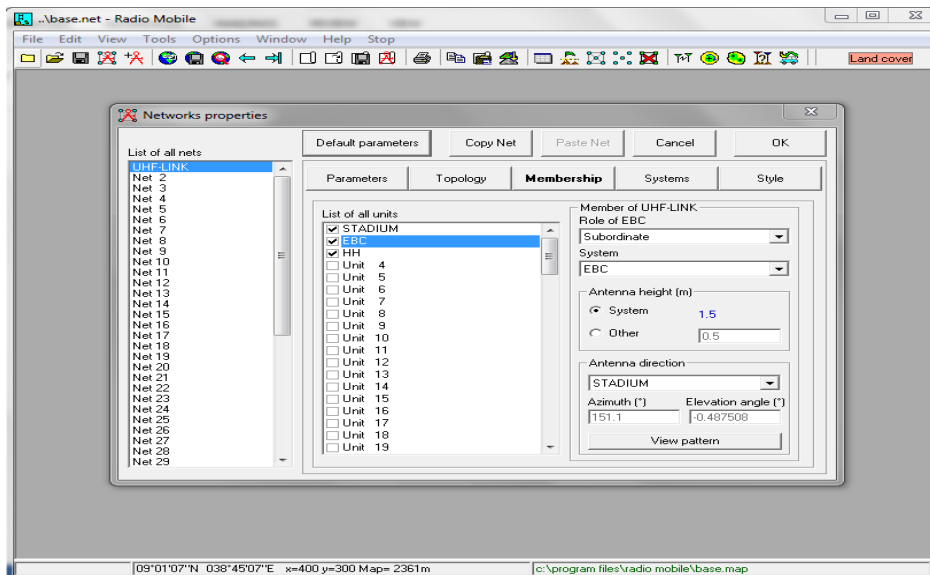 ..\base.net - Radio Mobile
File Edit View Tools Options Window Help Stop
Land cover
Networks properties
List of all nets
UHF-LINK
Net 2
Net 3
Net 4
Net 5
Net 6
Net 7
Net 8
Net 9
Net 10
Net 11
Net 12
Net 13
Net 14
Net 15
Net 16
Net 17
Net 18
Net 19
Net 20
Net 21
Net 22
Net 23
Net 24
Net 25
Net 26
Net 27
Net 28
Net 29
Default parameters Copy Net Paste Net Cancel OK
Parameters Topology Membership Systems Style
List of all units
STADIUM
EBC
HH
Unit 4
Unit 5
Unit 6
Unit 7
Unit 8
Unit 9
Unit 10
Unit 11
Unit 12
Unit 13
Unit 14
Unit 15
Unit 16
Unit 17
Unit 18
Unit 19
Member of UHF-LINK
Role of EBC
Subordinate
System
EBC
Antenna height (m)
System 1.5
Other 0.5
Antenna direction
STADIUM
Azimuth (°) Elevation angle (°)
151.1 -0.487508
View pattern
09°01'07"N 038°45'07"E x=400 y=300 Map= 2361m
c:\program files\radio mobile\base.map